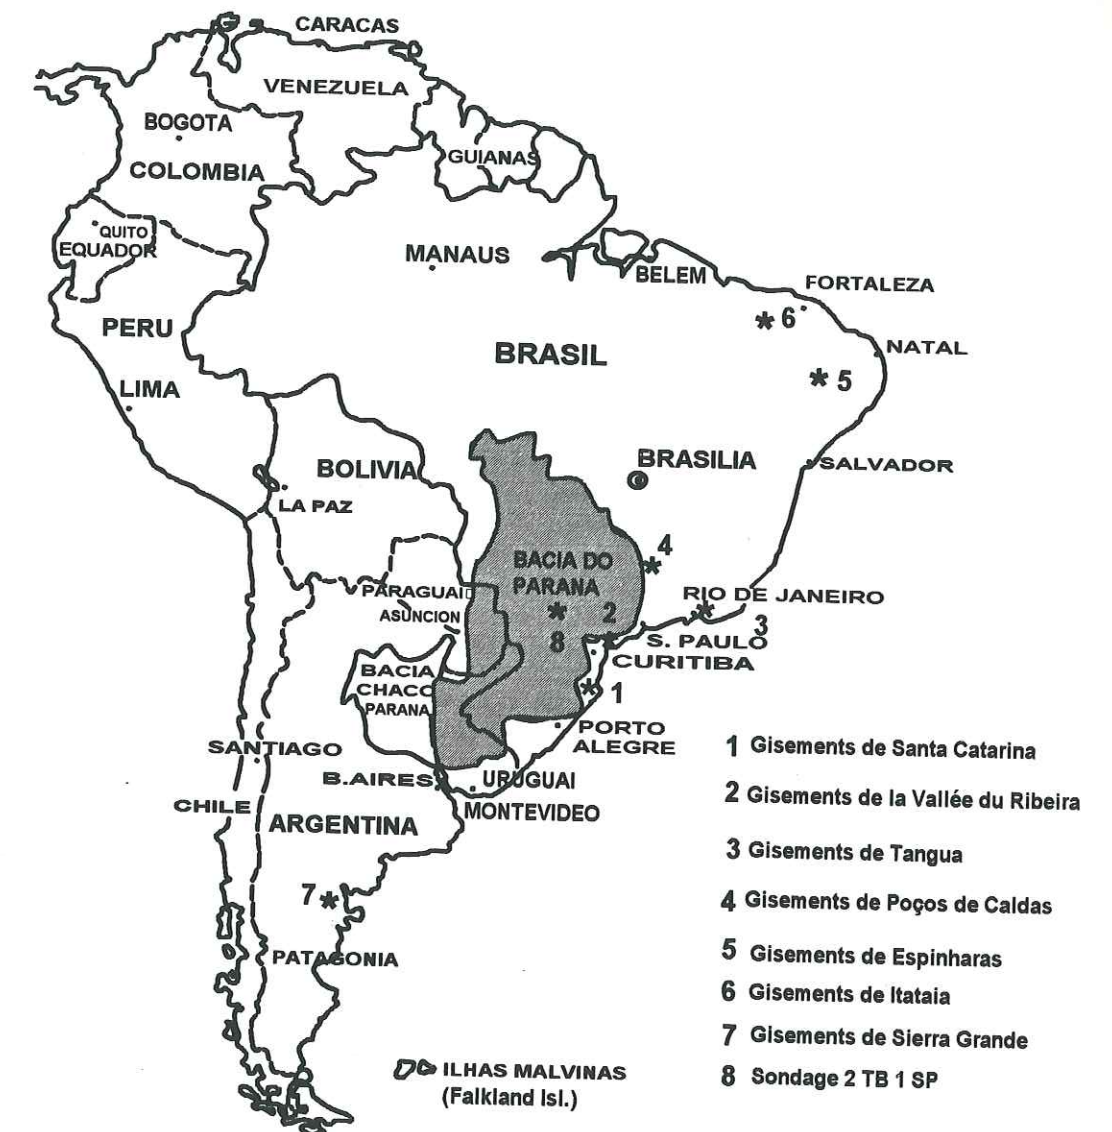 CARACAS
VENEZUELA
BOGOTA
COLOMBIA
GUIANAS
QUITO
EQUADOR
MANAUS
BELEM
FORTALEZA
6
PERU
BRASIL
NATAL
LIMA
5
BRASILIA
BOLIVIA
SALVADOR
LA PAZ
4
BACIA DO
PARANA
PARAGUAI
RIO DE JANEIRO
ASUNCION
2
3
8
S. PAULO
CURITIBA
BACIA
CHACO
PARANA
1
PORTO
ALEGRE
SANTIAGO
B.AIRES
URUGUAI
CHILE
MONTEVIDEO
ARGENTINA
7
PATAGONIA
ILHAS MALVINAS
(Falkland Isl.)
1 Gisements de Santa Catarina
2 Gisements de la Vallée du Ribeira
3 Gisements de Tangua
4 Gisements de Poços de Caldas
5 Gisements de Espinharas
6 Gisements de Itataia
7 Gisements de Sierra Grande
8 Sondage 2 TB 1 SP